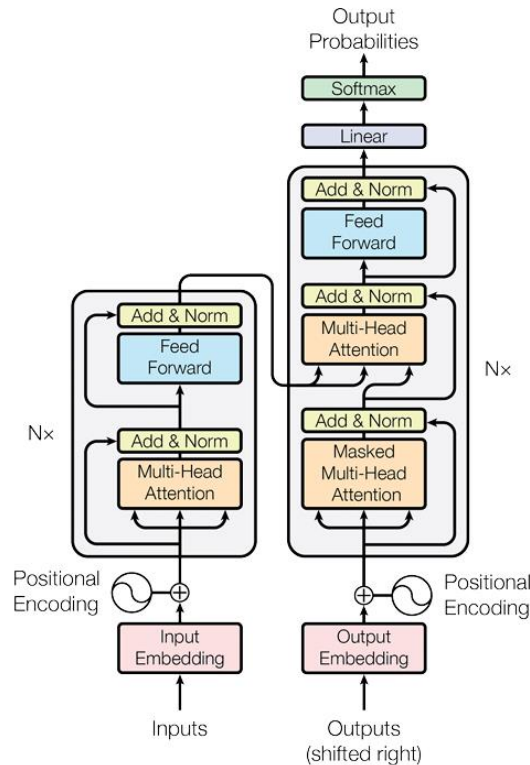 Output
Probabilities
Softmax
Linear
Add & Norm
Feed
Forward
Add & Norm
Multi-Head
Attention
Add & Norm
Masked
Multi-Head
Attention
Nx
Add & Norm
Feed
Forward
Add & Norm
Multi-Head
Attention
Nx
Positional
Encoding
Positional
Encoding
Input
Embedding
Output
Embedding
Inputs
Outputs
(shifted right)